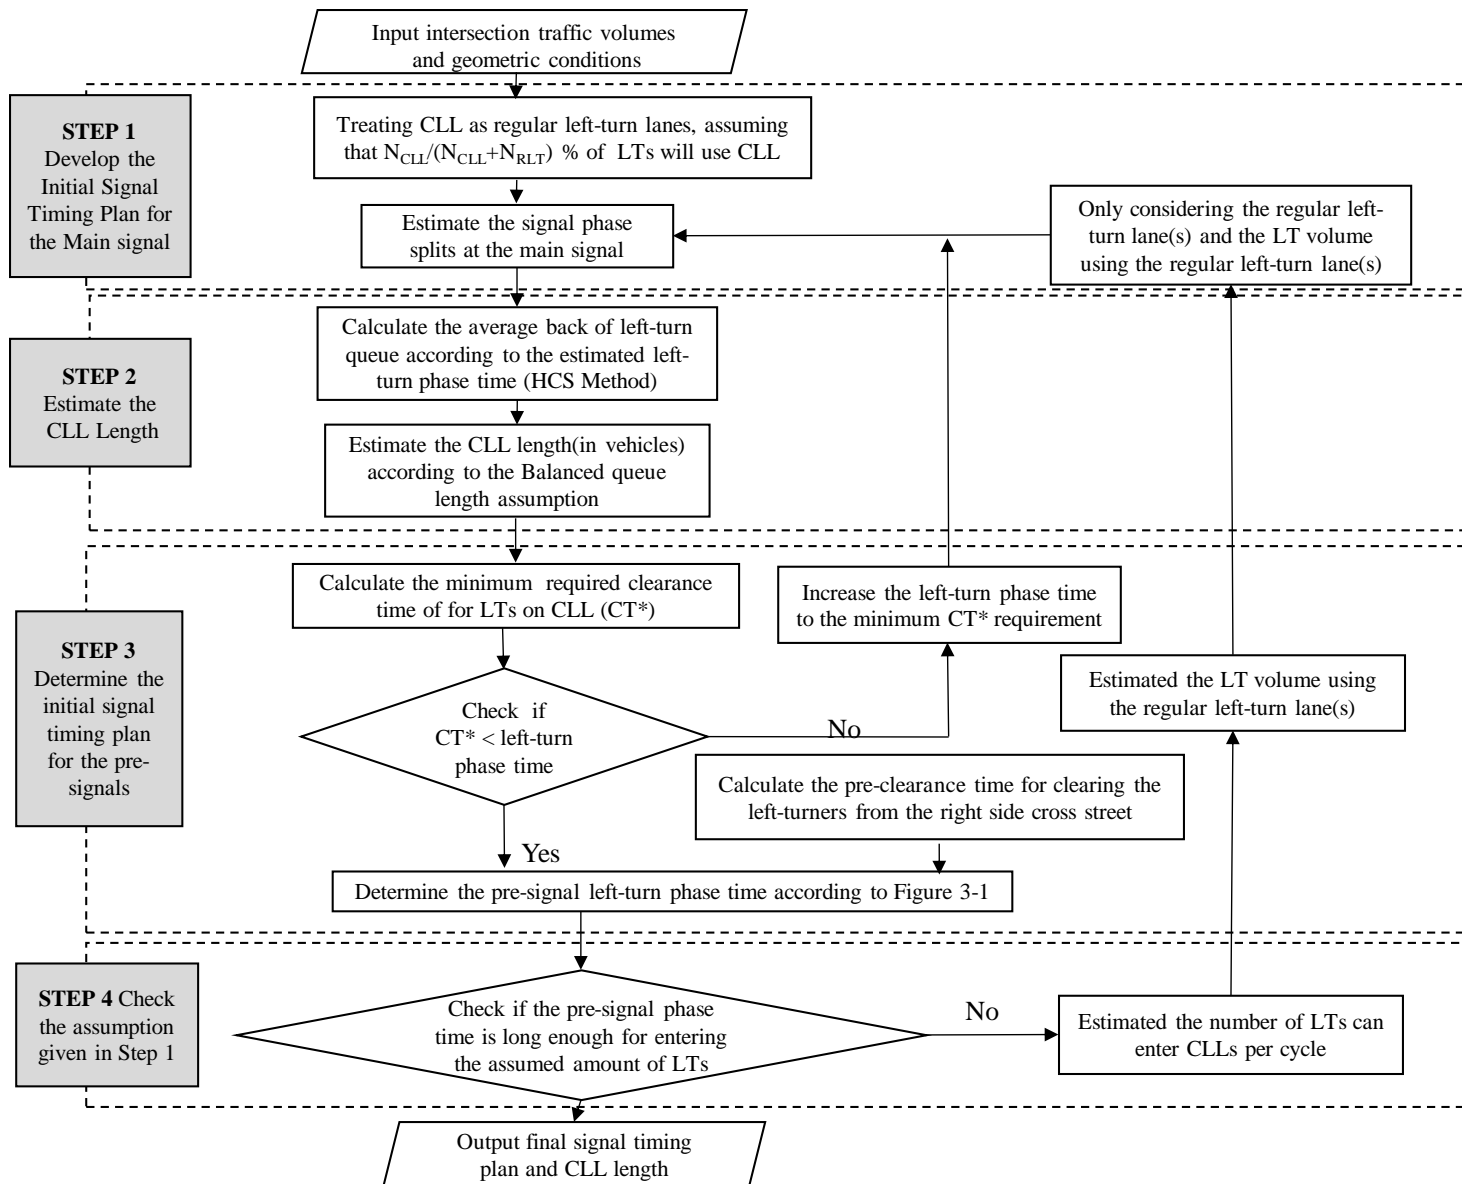 Input intersection traffic volumes
and geometric conditions
STEP 1
Develop the
Initial Signal
Timing Plan for
the Main signal
Treating CLL as regular left-turn lanes, assuming
that N_CLL/(N_CLL+N_RLT) % of LTs will use CLL
Estimate the signal phase
splits at the main signal
Only considering the regular left-
turn lane(s) and the LT volume
using the regular left-turn lane(s)
STEP 2
Estimate the
CLL Length
Calculate the average back of left-turn
queue according to the estimated left-
turn phase time (HCS Method)
Estimate the CLL length(in vehicles)
according to the Balanced queue
length assumption
STEP 3
Determine the
initial signal
timing plan
for the pre-
signals
Calculate the minimum required clearance
time of for LTs on CLL (CT*)
Increase the left-turn phase time
to the minimum CT* requirement
Check if
CT* < left-turn
phase time
No
Estimated the LT volume using
the regular left-turn lane(s)
Calculate the pre-clearance time for clearing the
left-turners from the right side cross street
Yes
Determine the pre-signal left-turn phase time according to Figure 3-1
STEP 4 Check
the assumption
given in Step 1
Check if the pre-signal phase
time is long enough for entering
the assumed amount of LTs
No
Estimated the number of LTs can
enter CLLs per cycle
Output final signal timing
plan and CLL length